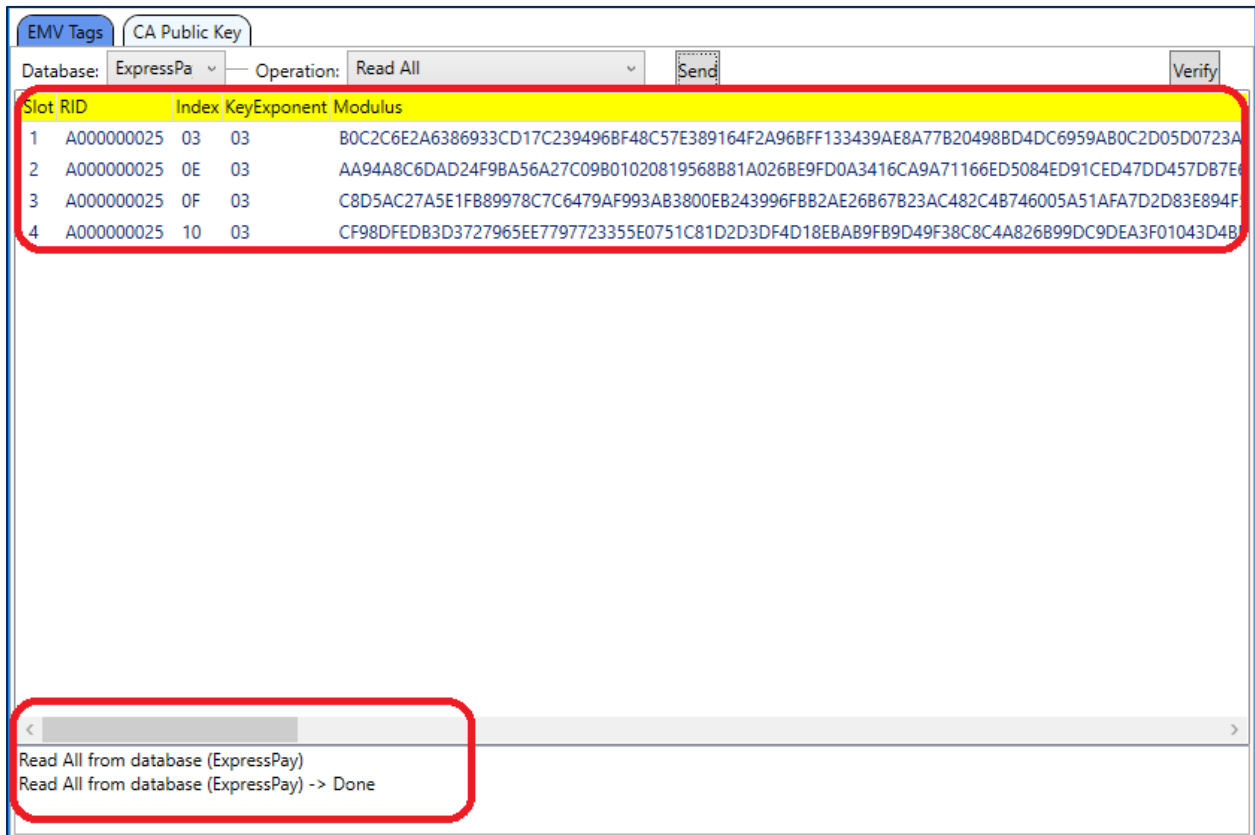 EMV Tags CA Public Key
Database: ExpressPa Operation: Read All Send Verify
Slot RID Index KeyExponent Modulus
1 A000000025 03 03 B0C2C6E2A6386933CD17C239496BF48C57E389164F2A96BFF133439AE8A77B20498BD4DC6959AB0C2D05D0723A
2 A000000025 0E 03 AA94A8C6DAD24F9BA56A27C09B01020819568B81A026BE9FD0A3416CA9A71166ED5084ED91CED47DD457DB7E6
3 A000000025 0F 03 C8D5AC27A5E1FB89978C7C6479AF993AB3800EB243996FBB2AE26B67B23AC482C4B746005A51AFA7D2D83E894F
4 A000000025 10 03 CF98DFEDB3D3727965EE7797723355E0751C81D2D3DF4D18EBAB9FB9D49F38C8C4A826B99DC9DEA3F01043D4B
Read All from database (ExpressPay)
Read All from database (ExpressPay) -> Done